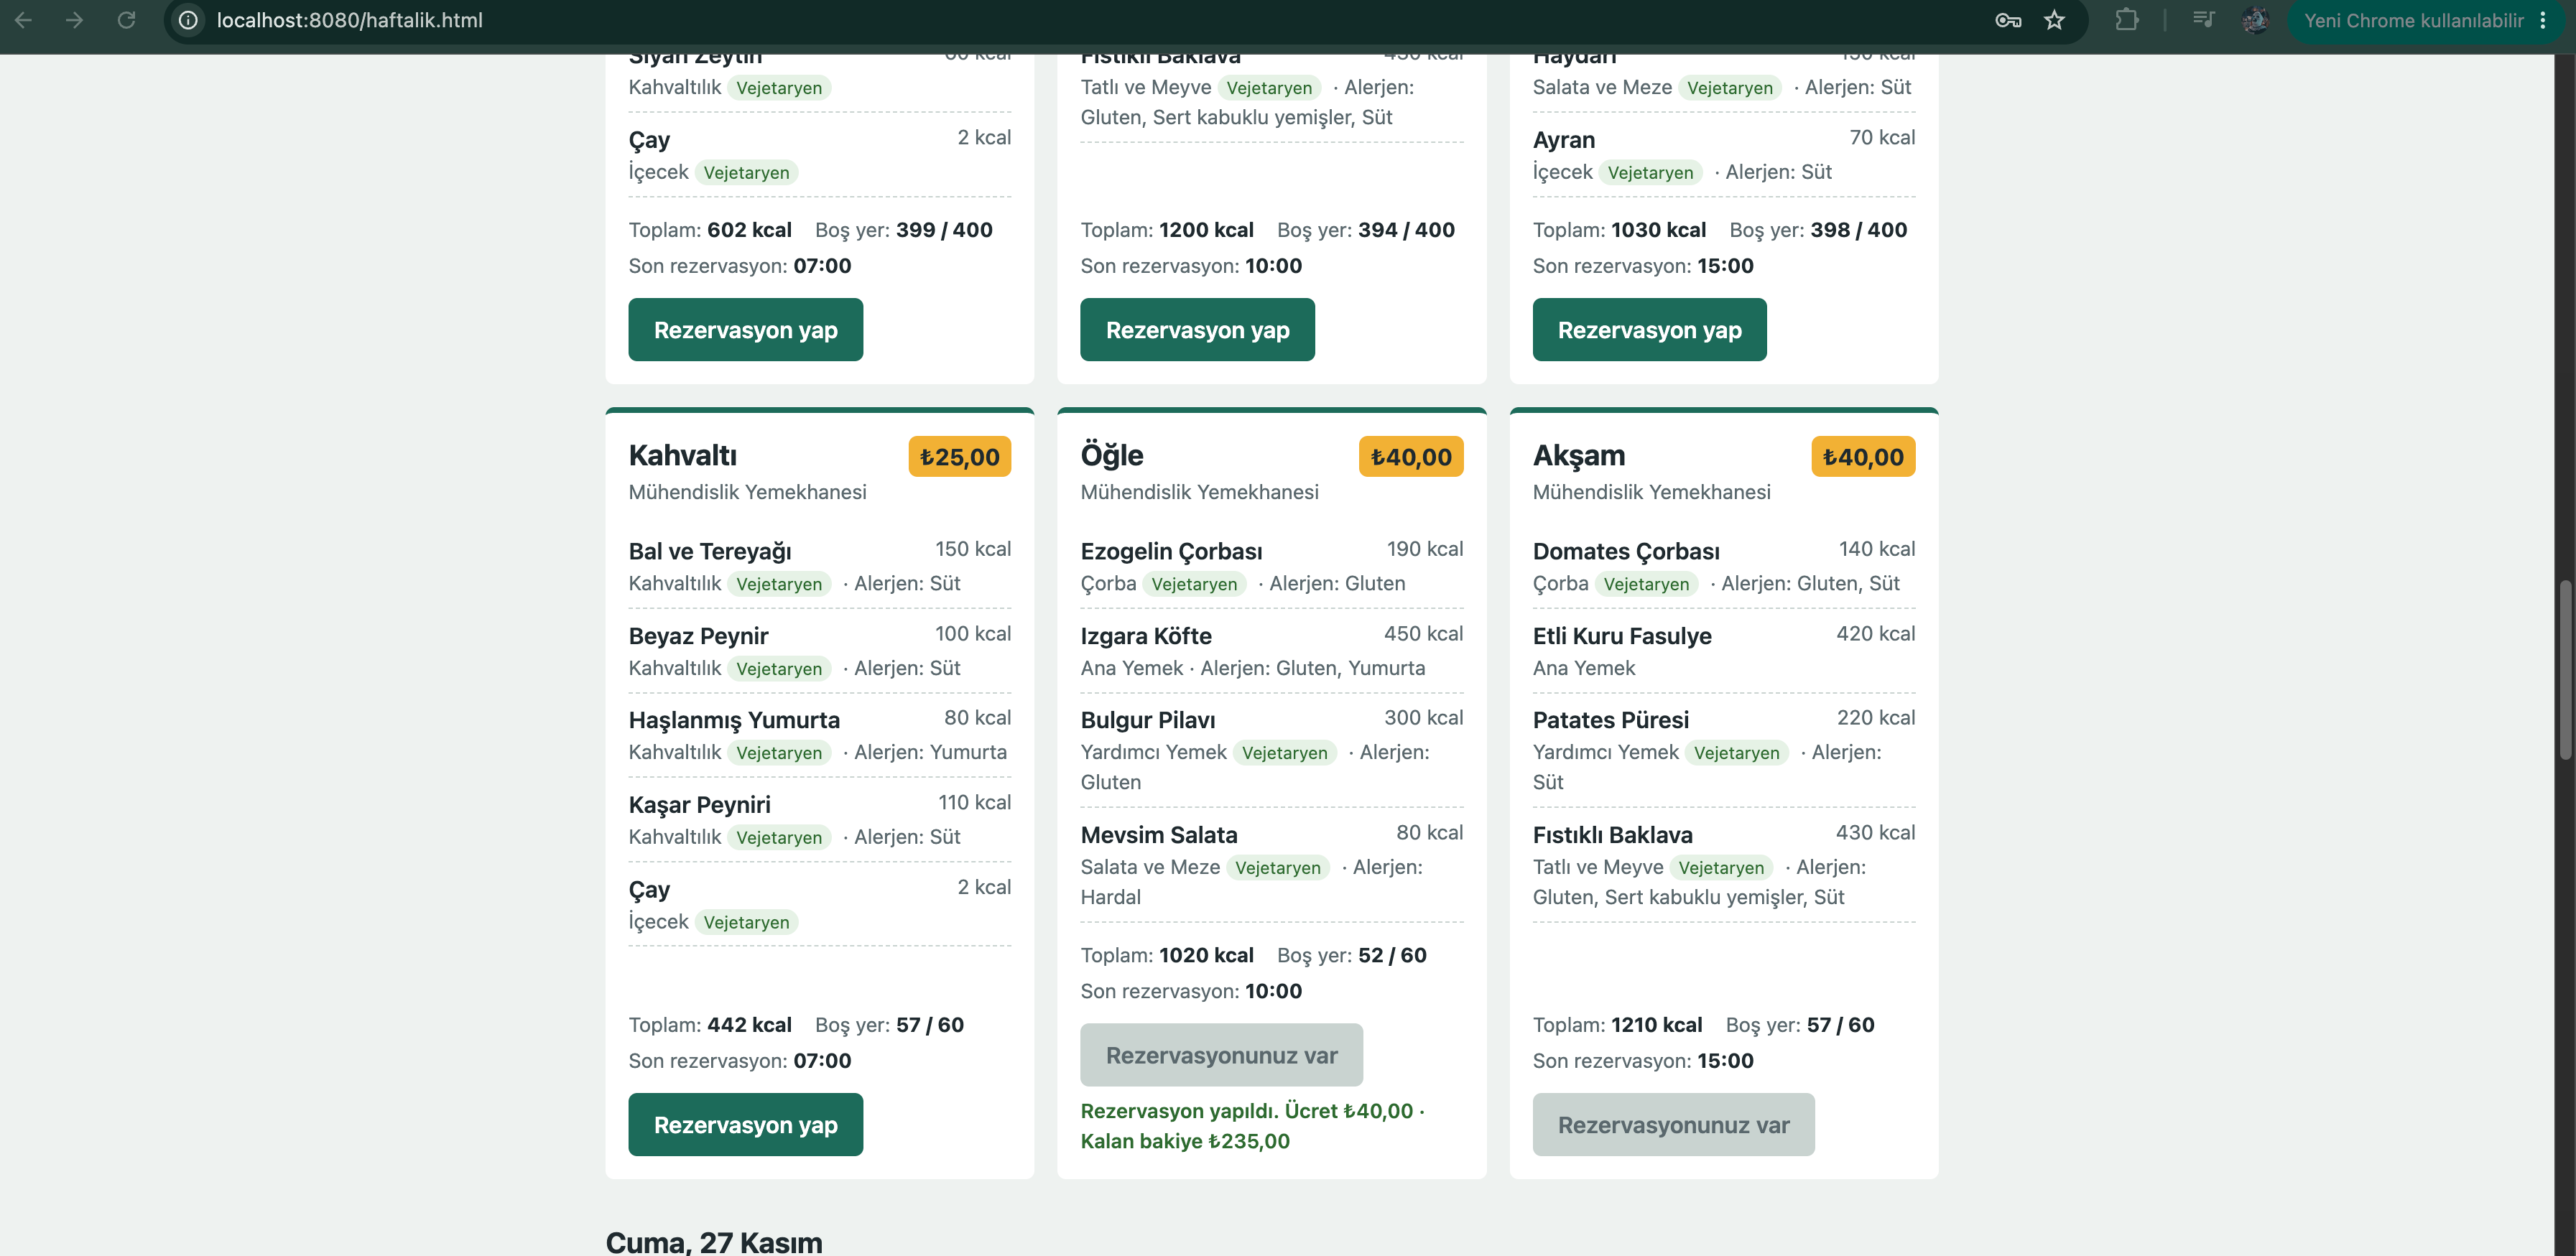 localhost:8080/haftalik.html
Yeni Chrome kullanılabilir
Siyah Zeytin
Kahvaltılık Vejetaryen
Çay 2 kcal
İçecek Vejetaryen
Toplam: 602 kcal Boş yer: 399 / 400
Son rezervasyon: 07:00
Rezervasyon yap
Fıstıklı Baklava 430 kcal
Tatlı ve Meyve Vejetaryen · Alerjen:
Gluten, Sert kabuklu yemişler, Süt
Toplam: 1200 kcal Boş yer: 394 / 400
Son rezervasyon: 10:00
Rezervasyon yap
Haydari
Salata ve Meze Vejetaryen · Alerjen: Süt
Ayran 70 kcal
İçecek Vejetaryen · Alerjen: Süt
Toplam: 1030 kcal Boş yer: 398 / 400
Son rezervasyon: 15:00
Rezervasyon yap
Kahvaltı ₺25,00
Mühendislik Yemekhanesi
Bal ve Tereyağı 150 kcal
Kahvaltılık Vejetaryen · Alerjen: Süt
Beyaz Peynir 100 kcal
Kahvaltılık Vejetaryen · Alerjen: Süt
Haşlanmış Yumurta 80 kcal
Kahvaltılık Vejetaryen · Alerjen: Yumurta
Kaşar Peyniri 110 kcal
Kahvaltılık Vejetaryen · Alerjen: Süt
Çay 2 kcal
İçecek Vejetaryen
Toplam: 442 kcal Boş yer: 57 / 60
Son rezervasyon: 07:00
Rezervasyon yap
Öğle ₺40,00
Mühendislik Yemekhanesi
Ezogelin Çorbası 190 kcal
Çorba Vejetaryen · Alerjen: Gluten
Izgara Köfte 450 kcal
Ana Yemek · Alerjen: Gluten, Yumurta
Bulgur Pilavı 300 kcal
Yardımcı Yemek Vejetaryen · Alerjen:
Gluten
Mevsim Salata 80 kcal
Salata ve Meze Vejetaryen · Alerjen:
Hardal
Toplam: 1020 kcal Boş yer: 52 / 60
Son rezervasyon: 10:00
Rezervasyonunuz var
Rezervasyon yapıldı. Ücret ₺40,00 ·
Kalan bakiye ₺235,00
Akşam ₺40,00
Mühendislik Yemekhanesi
Domates Çorbası 140 kcal
Çorba Vejetaryen · Alerjen: Gluten, Süt
Etli Kuru Fasulye 420 kcal
Ana Yemek
Patates Püresi 220 kcal
Yardımcı Yemek Vejetaryen · Alerjen:
Süt
Fıstıklı Baklava 430 kcal
Tatlı ve Meyve Vejetaryen · Alerjen:
Gluten, Sert kabuklu yemişler, Süt
Toplam: 1210 kcal Boş yer: 57 / 60
Son rezervasyon: 15:00
Rezervasyonunuz var
Cuma, 27 Kasım